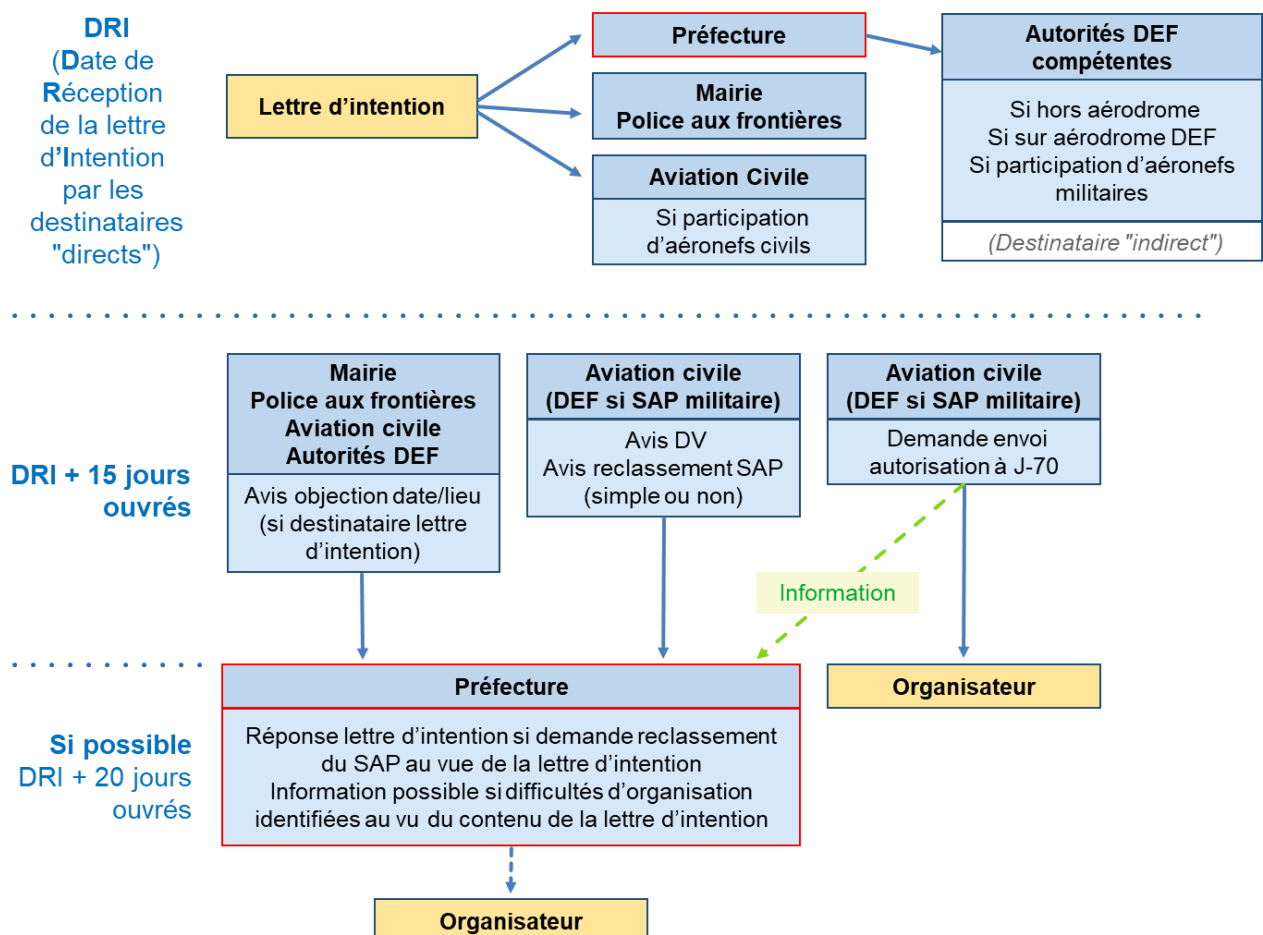 DRI
(Date de
Réception
de la lettre
d'Intention
par les
destinataires
"directs")
Lettre d'intention
Préfecture
Mairie
Police aux frontières
Aviation Civile
Si participation
d'aéronefs civils
Autorités DEF
compétentes
Si hors aérodrome
Si sur aérodrome DEF
Si participation d'aéronefs
militaires
(Destinataire "indirect")
DRI + 15 jours
ouvrés
Mairie
Police aux frontières
Aviation civile
Autorités DEF
Avis objection date/lieu
(si destinataire lettre
d'intention)
Aviation civile
(DEF si SAP militaire)
Avis DV
Avis reclassement SAP
(simple ou non)
Aviation civile
(DEF si SAP militaire)
Demande envoi
autorisation à J-70
Information
Organisateur
Si possible
DRI + 20 jours
ouvrés
Préfecture
Réponse lettre d'intention si demande reclassement
du SAP au vue de la lettre d'intention
Information possible si difficultés d'organisation
identifiées au vu du contenu de la lettre d'intention
Organisateur